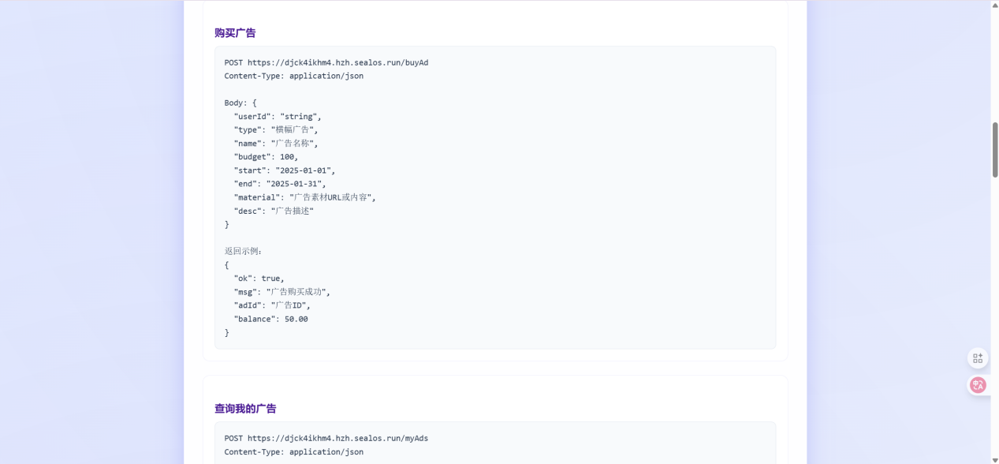 购买广告
POST https://djck4ikhm4.hzh.sealos.run/buyAd
Content-Type: application/json
Body: {
"userId": "string",
"type": "横幅广告",
"name": "广告名称",
"budget": 100,
"start": "2025-01-01",
"end": "2025-01-31",
"material": "广告素材URL或内容",
"desc": "广告描述"
}
返回示例:
{
"ok": true,
"msg": "广告购买成功",
"adId": "广告ID",
"balance": 50.00
}
查询我的广告
POST https://djck4ikhm4.hzh.sealos.run/myAds
Content-Type: application/json